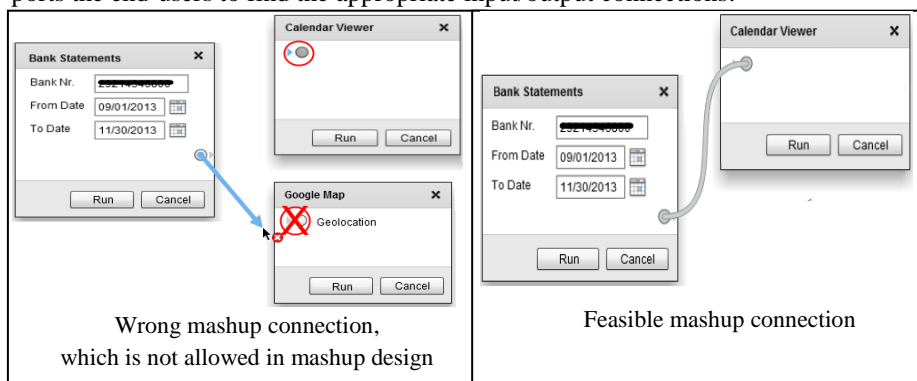 ports the end-users to find the appropriate input/output connections.
Calendar Viewer
Bank Statements
Bank Nr.
From Date 09/01/2013
To Date 11/30/2013
Run Cancel
Run Cancel
Google Map
Geolocation
Run Cancel
Wrong mashup connection,
which is not allowed in mashup design
Calendar Viewer
Bank Statements
Bank Nr.
From Date 09/01/2013
To Date 11/30/2013
Run Cancel
Run Cancel
Feasible mashup connection